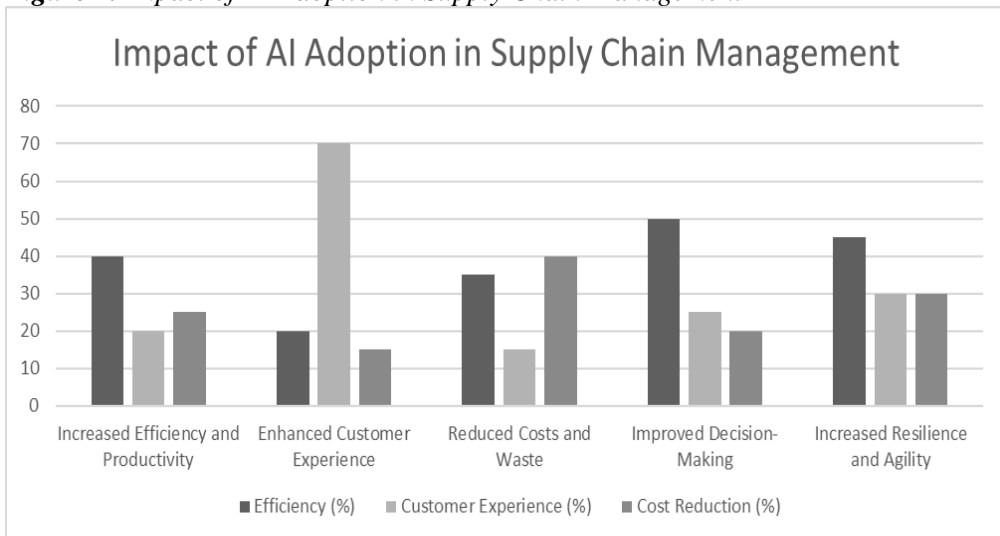 Impact of AI Adoption in Supply Chain Management
80
70
60
50
40
30
20
10
0
Increased Efficiency and Productivity
Enhanced Customer Experience
Reduced Costs and Waste
Improved Decision-Making
Increased Resilience and Agility
Efficiency (%) Customer Experience (%) Cost Reduction (%)